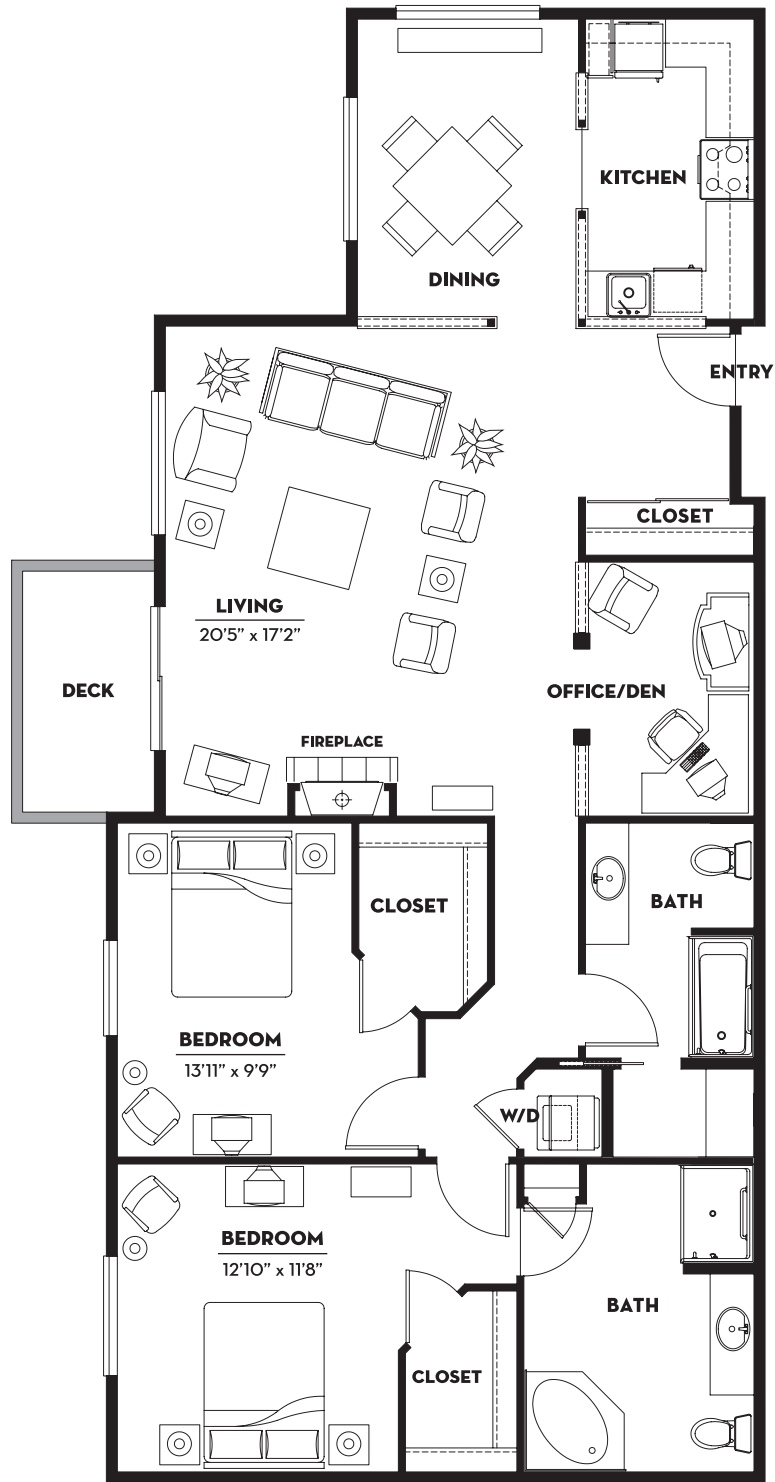 KITCHEN
DINING
ENTRY
CLOSET
LIVING
20'5" x 17'2"
DECK
OFFICE/DEN
FIREPLACE
CLOSET
BATH
BEDROOM
13'11" x 9'9"
W/D
BEDROOM
12'10" x 11'8"
BATH
CLOSET